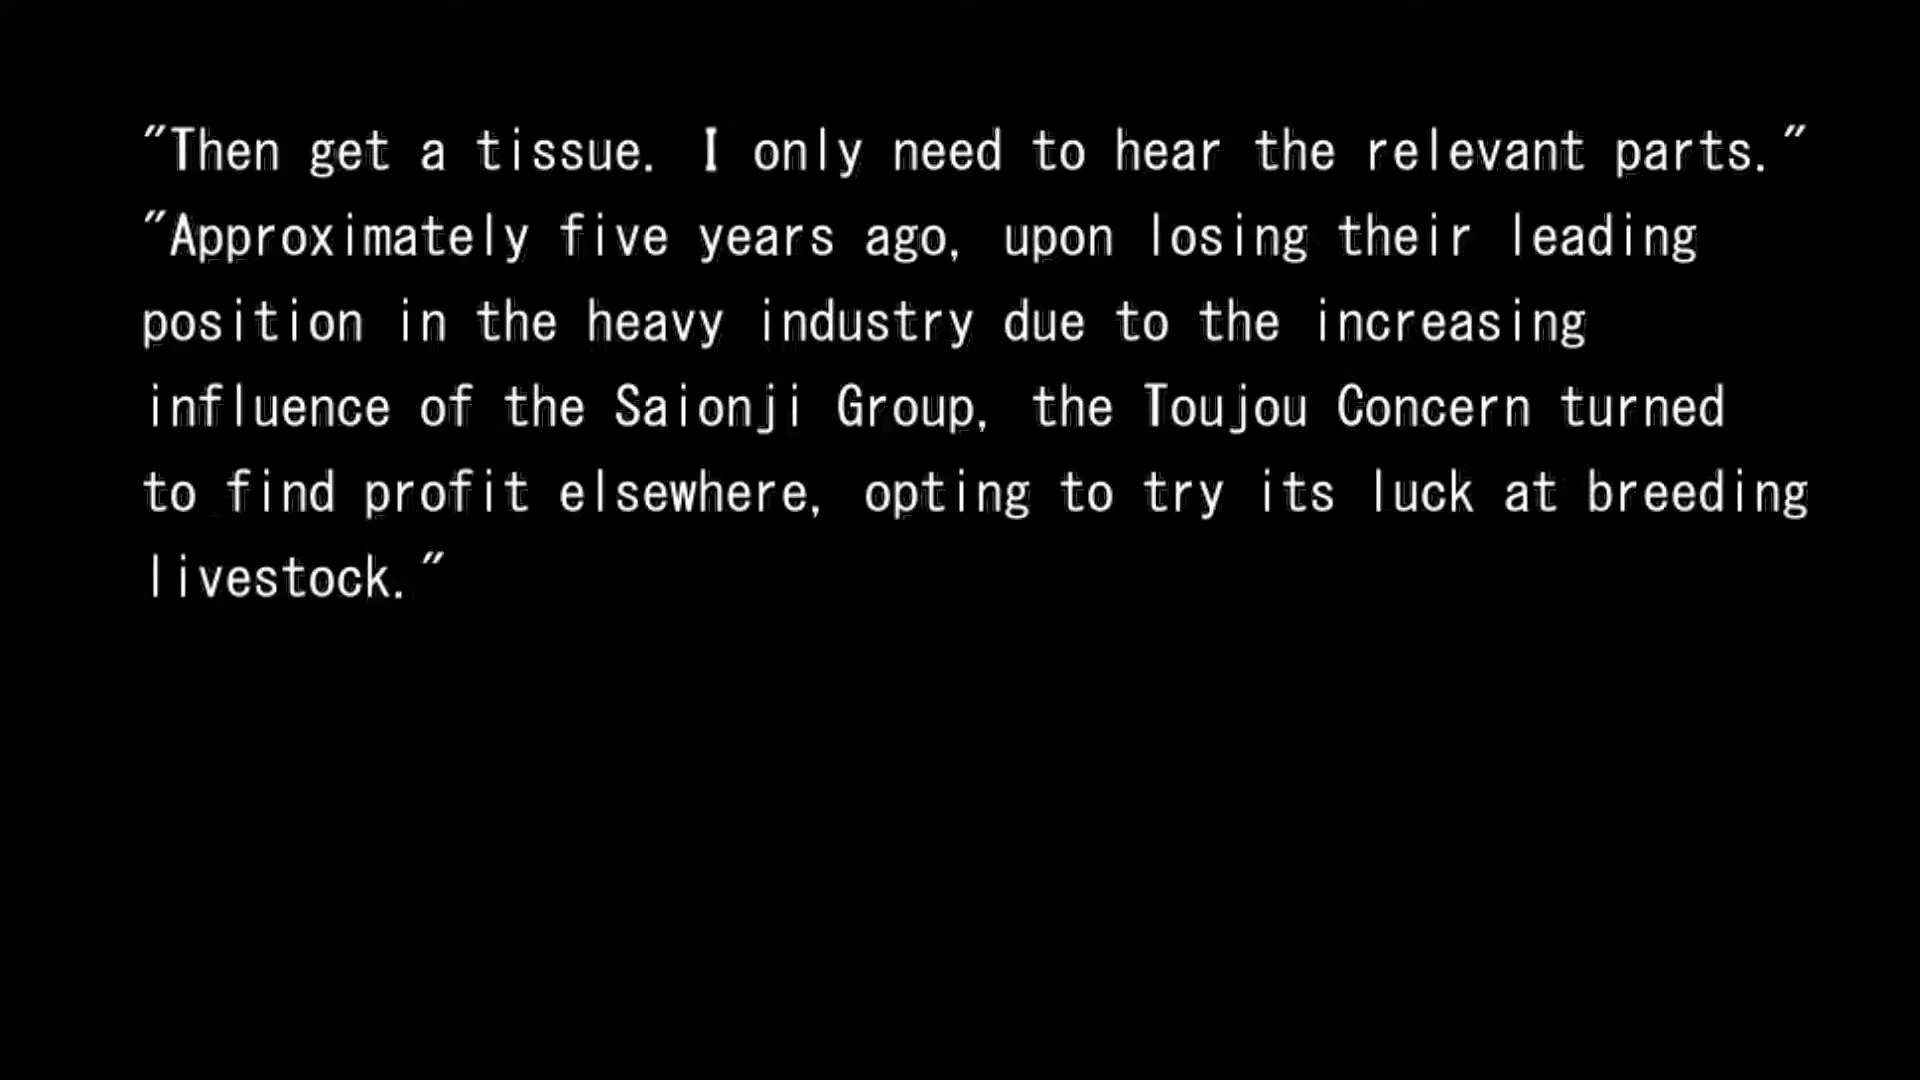 "Then get a tissue. I only need to hear the relevant parts."
"Approximately five years ago, upon losing their leading
position in the heavy industry due to the increasing
influence of the Saionji Group, the Toujou Concern turned
to find profit elsewhere, opting to try its luck at breeding
livestock."